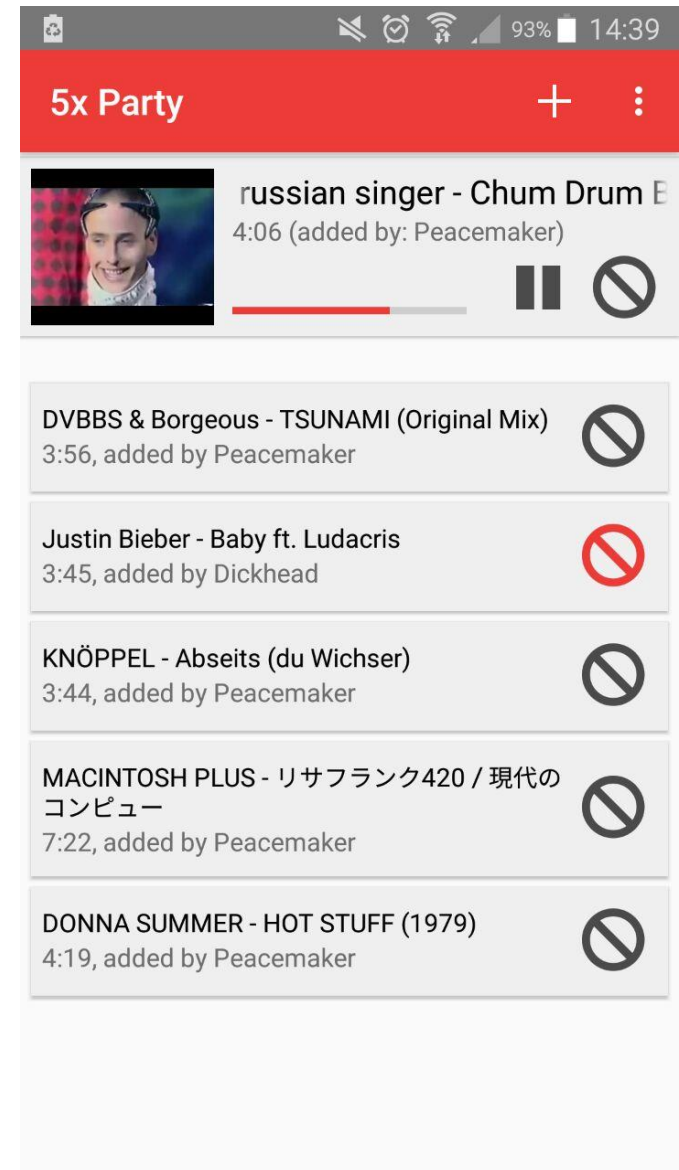 93% 14:39
5x Party
russian singer - Chum Drum
4:06 (added by: Peacemaker)
DVBBS & Borgeous - TSUNAMI (Original Mix)
3:56, added by Peacemaker
Justin Bieber - Baby ft. Ludacris
3:45, added by Dickhead
KNÖPPEL - Abseits (du Wichser)
3:44, added by Peacemaker
MACINTOSH PLUS - リサフランク420 / 現代の
コンピュー
7:22, added by Peacemaker
DONNA SUMMER - HOT STUFF (1979)
4:19, added by Peacemaker